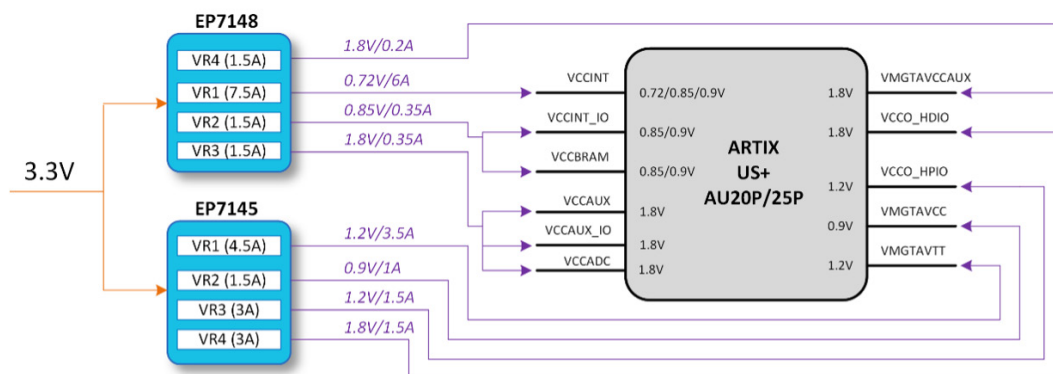 EP7148
VR4 (1.5A)
VR1 (7.5A)
VR2 (1.5A)
VR3 (1.5A)
1.8V/0.2A
0.72V/6A
0.85V/0.35A
1.8V/0.35A
3.3V
EP7145
VR1 (4.5A)
VR2 (1.5A)
VR3 (3A)
VR4 (3A)
1.2V/3.5A
0.9V/1A
1.2V/1.5A
1.8V/1.5A
VCCINT
VCCINT_IO
VCCBRAM
VCCAUX
VCCAUX_IO
VCCADC
0.72/0.85/0.9V
0.85/0.9V
0.85/0.9V
1.8V
1.8V
1.8V
ARTIX
US+
AU20P/25P
1.8V
1.8V
1.2V
0.9V
1.2V
VMGTAVCCAUX
VCCO_HDIO
VCCO_HPIO
VMGTAVCC
VMGTAVTT